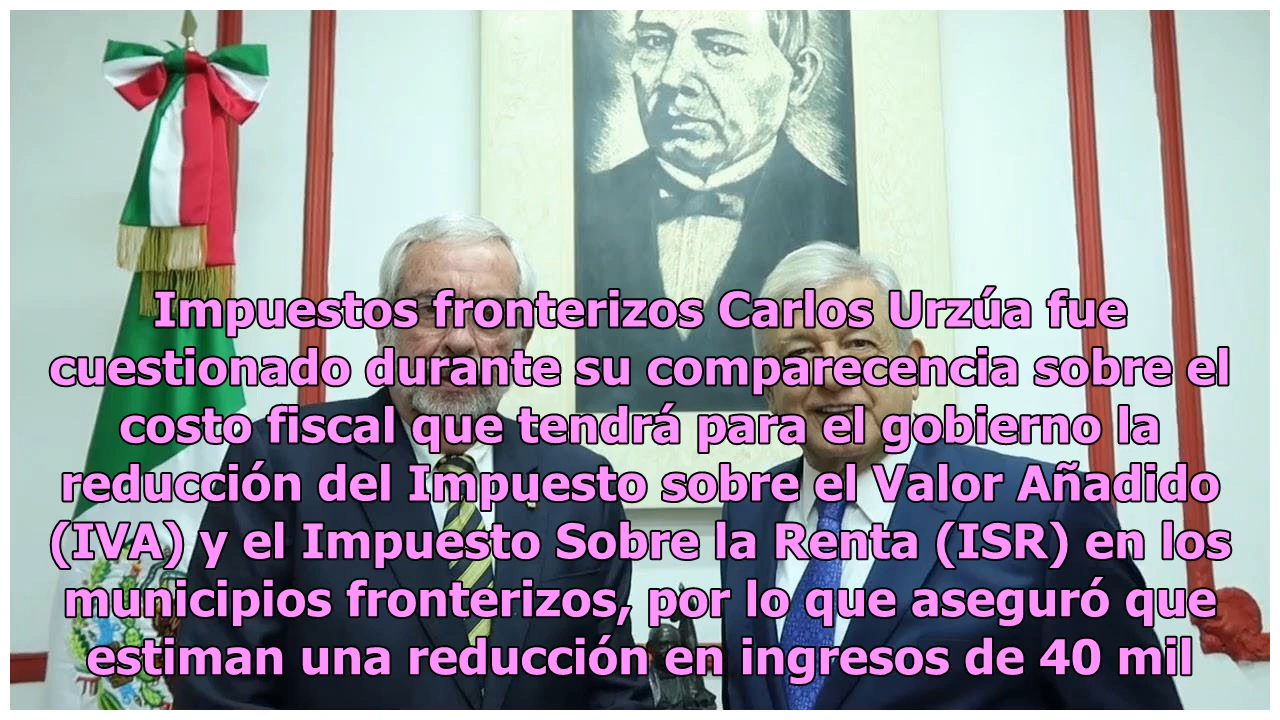 Impuestos fronterizos Carlos Urzúa fue
cuestionado durante su comparecencia sobre el
costo fiscal que tendrá para el gobierno la
reducción del Impuesto sobre el Valor Añadido
(IVA) y el Impuesto Sobre la Renta (ISR) en los
municipios fronterizos, por lo que aseguró que
estiman una reducción en ingresos de 40 mil